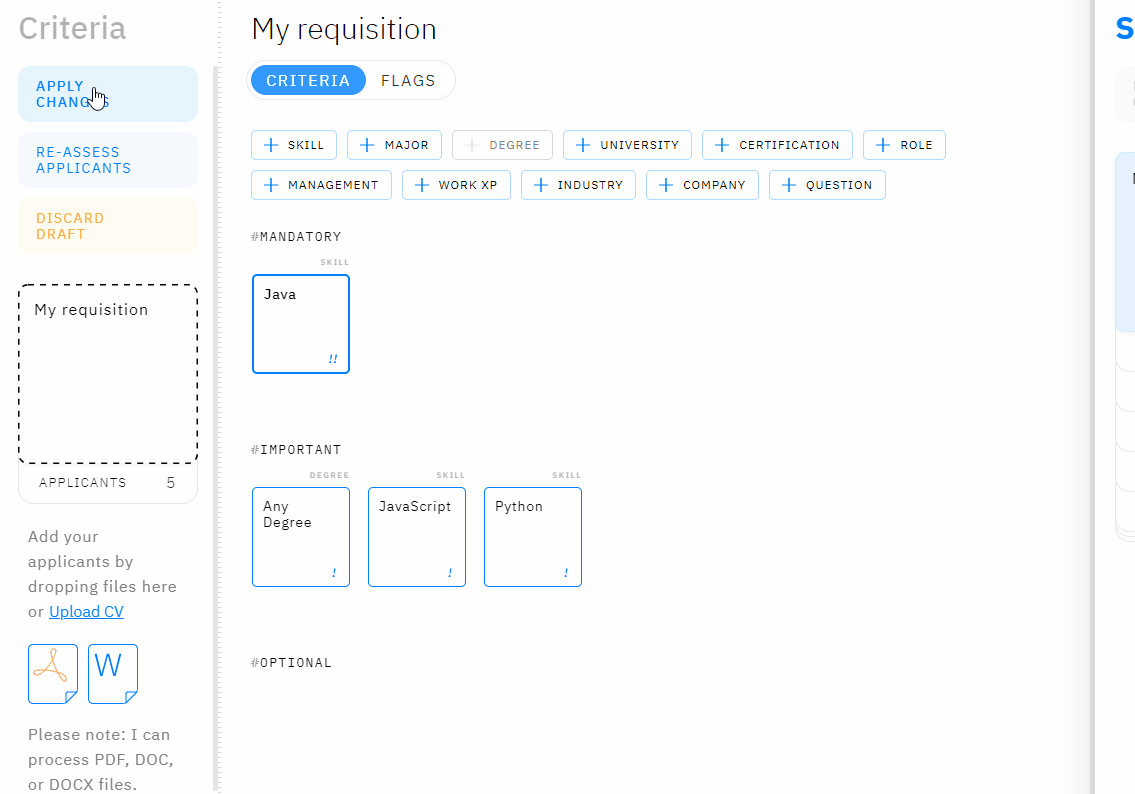 Criteria
APPLY
CHANGES
RE-ASSESS
APPLICANTS
DISCARD
DRAFT
My requisition
APPLICANTS 5
Add your
applicants by
dropping files here
or Upload CV
W
Please note: I can
process PDF, DOC,
or DOCX files.
My requisition
CRITERIA FLAGS
+ SKILL + MAJOR + DEGREE + UNIVERSITY + CERTIFICATION + ROLE
+ MANAGEMENT + WORK XP + INDUSTRY + COMPANY + QUESTION
#MANDATORY
SKILL
Java
!!
#IMPORTANT
DEGREE SKILL SKILL
Any JavaScript Python
Degree
! ! !
#OPTIONAL
S